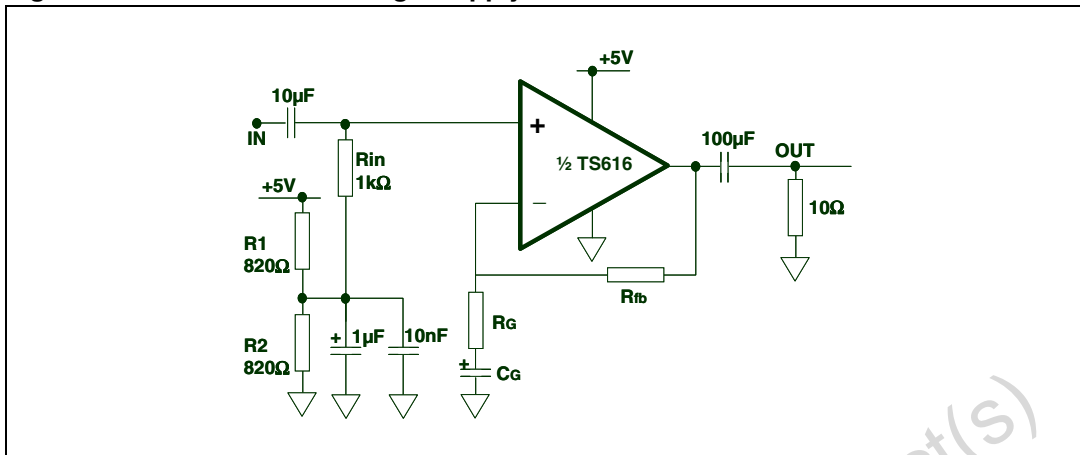 +5V
10µF
IN
+
½ TS616
100µF
OUT
Rin
1kΩ
+5V
–
10Ω
R1
820Ω
Rfb
RG
R2
820Ω
+
1µF
10nF
+
CG
t(s)